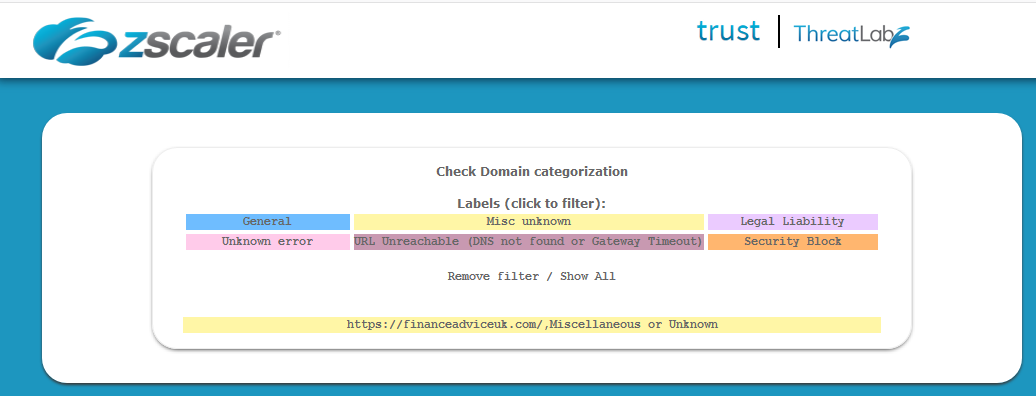 zscaler®
trust
ThreatLabZ
Check Domain categorization
Labels (click to filter):
General
Misc unknown
Legal Liability
Unknown error
URL Unreachable (DNS not found or Gateway Timeout)
Security Block
Remove filter / Show All
https://financeadviceuk.com/,Miscellaneous or Unknown